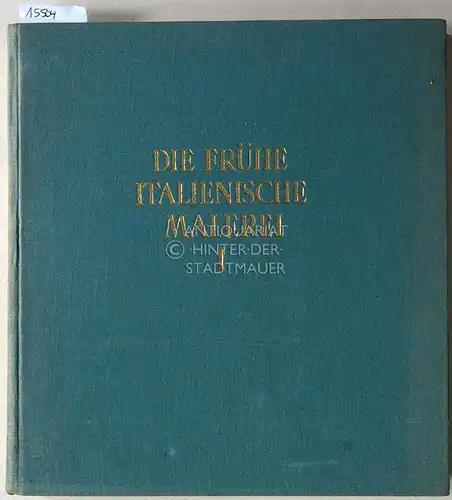 15504
DIE FRÜHE
ITALIENISCHE
MALEREI
I
ANTIQUARIAT
© ·HINTER·DER·
STADTMAUER